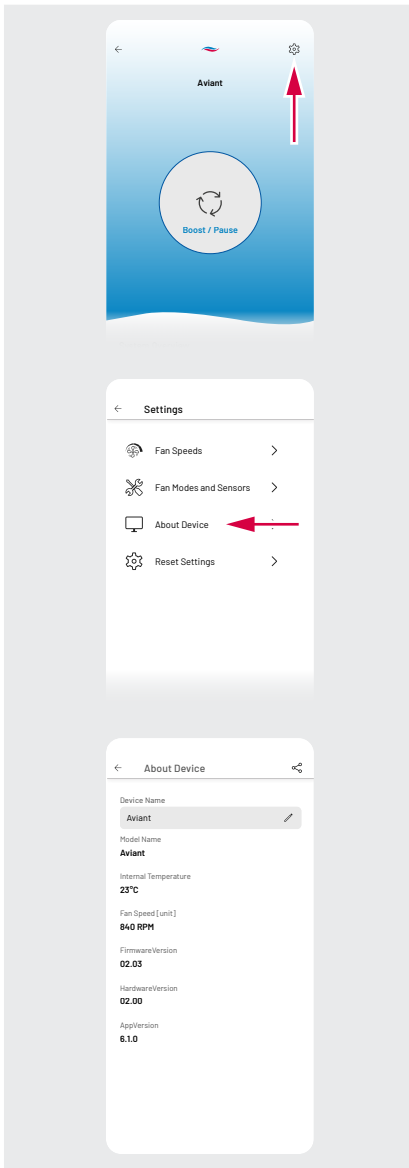 Aviant
Boost / Pause
Settings
Fan Speeds
Fan Modes and Sensors
About Device
Reset Settings
About Device
Device Name
Aviant
Model Name
Aviant
Internal Temperature
23°C
Fan Speed [unit]
840 RPM
FirmwareVersion
02.03
HardwareVersion
02.00
AppVersion
6.1.0